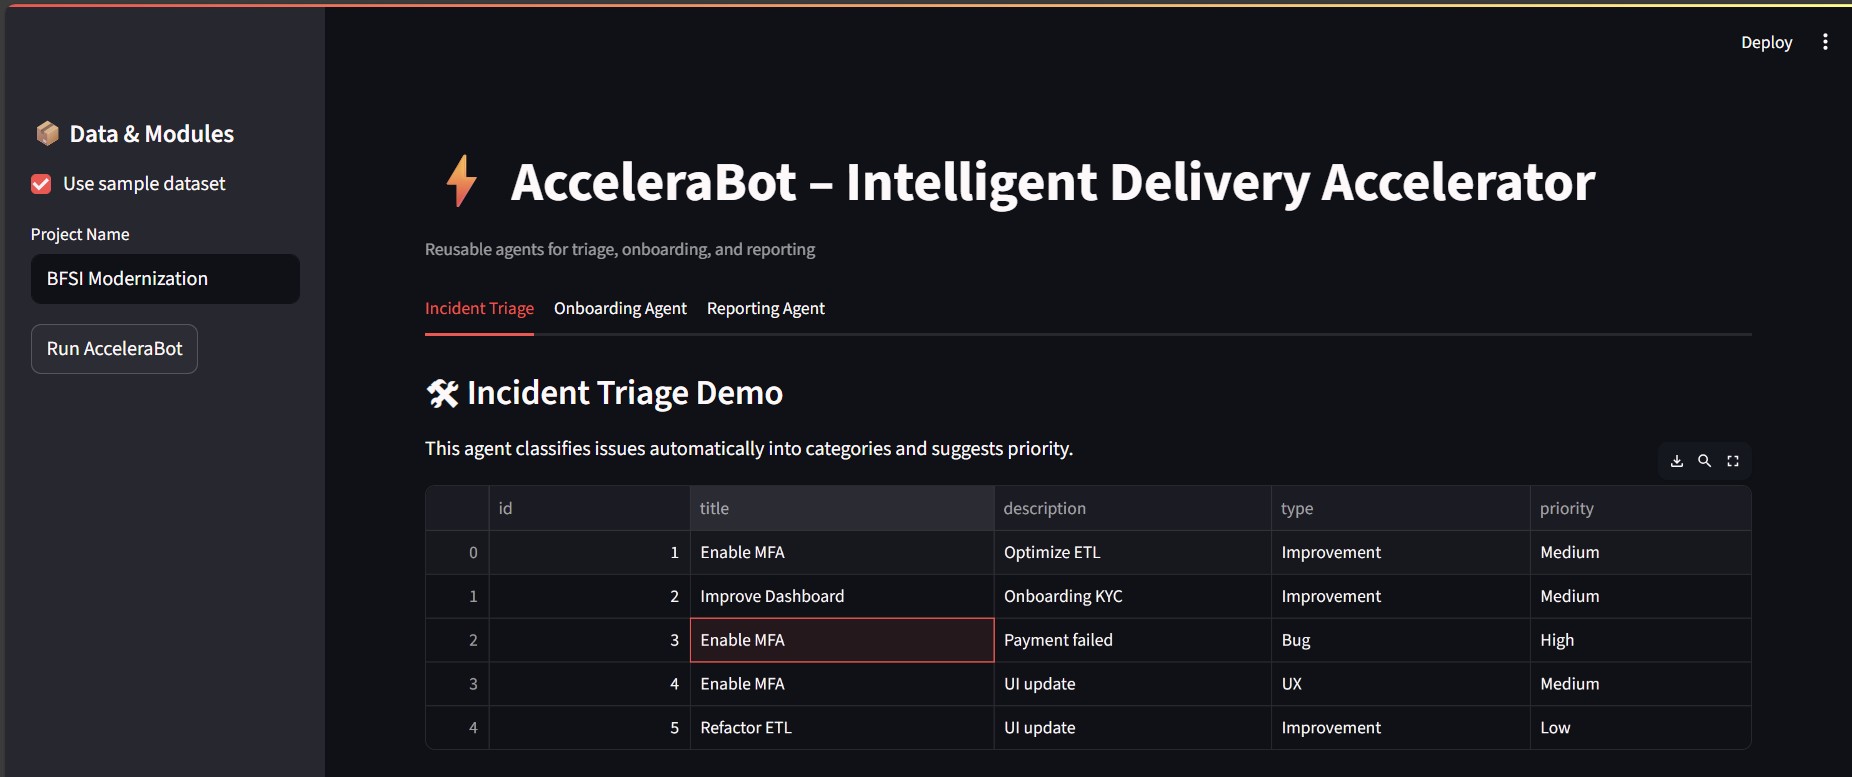 Deploy
📦 Data & Modules
Use sample dataset
Project Name
BFSI Modernization
Run AcceleraBot
⚡ AcceleraBot – Intelligent Delivery Accelerator
Reusable agents for triage, onboarding, and reporting
Incident Triage Onboarding Agent Reporting Agent
🛠 Incident Triage Demo
This agent classifies issues automatically into categories and suggests priority.
id title description type priority
0 1 Enable MFA Optimize ETL Improvement Medium
1 2 Improve Dashboard Onboarding KYC Improvement Medium
2 3 Enable MFA Payment failed Bug High
3 4 Enable MFA UI update UX Medium
4 5 Refactor ETL UI update Improvement Low